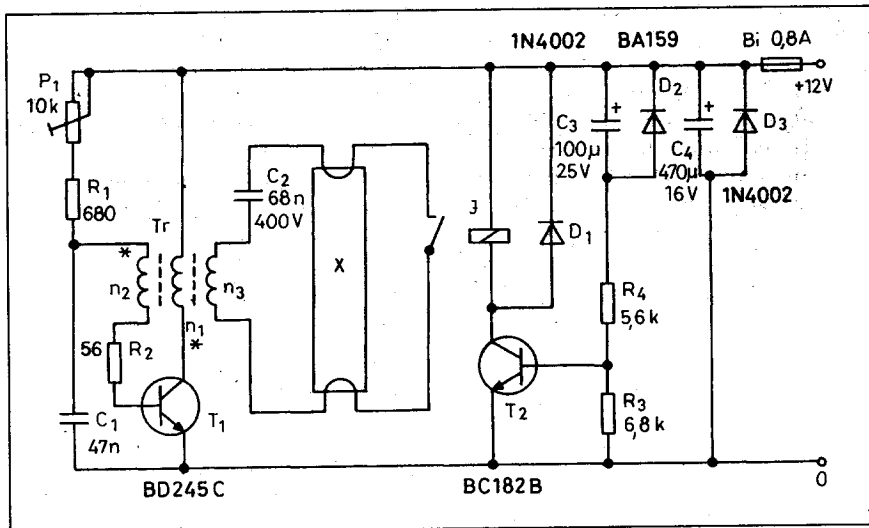 1N4002
BA159
Bi 0,8A
+12V
P1
10k
R1
680
Tr
*
n2
n1
*
n3
56
R2
C1
47n
T1
BD245C
C2
68n
400V
X
J
D1
T2
BC182B
C3
100µ
25V
+
D2
R4
5,6k
R3
6,8k
+
C4
470µ
16V
D3
1N4002
0